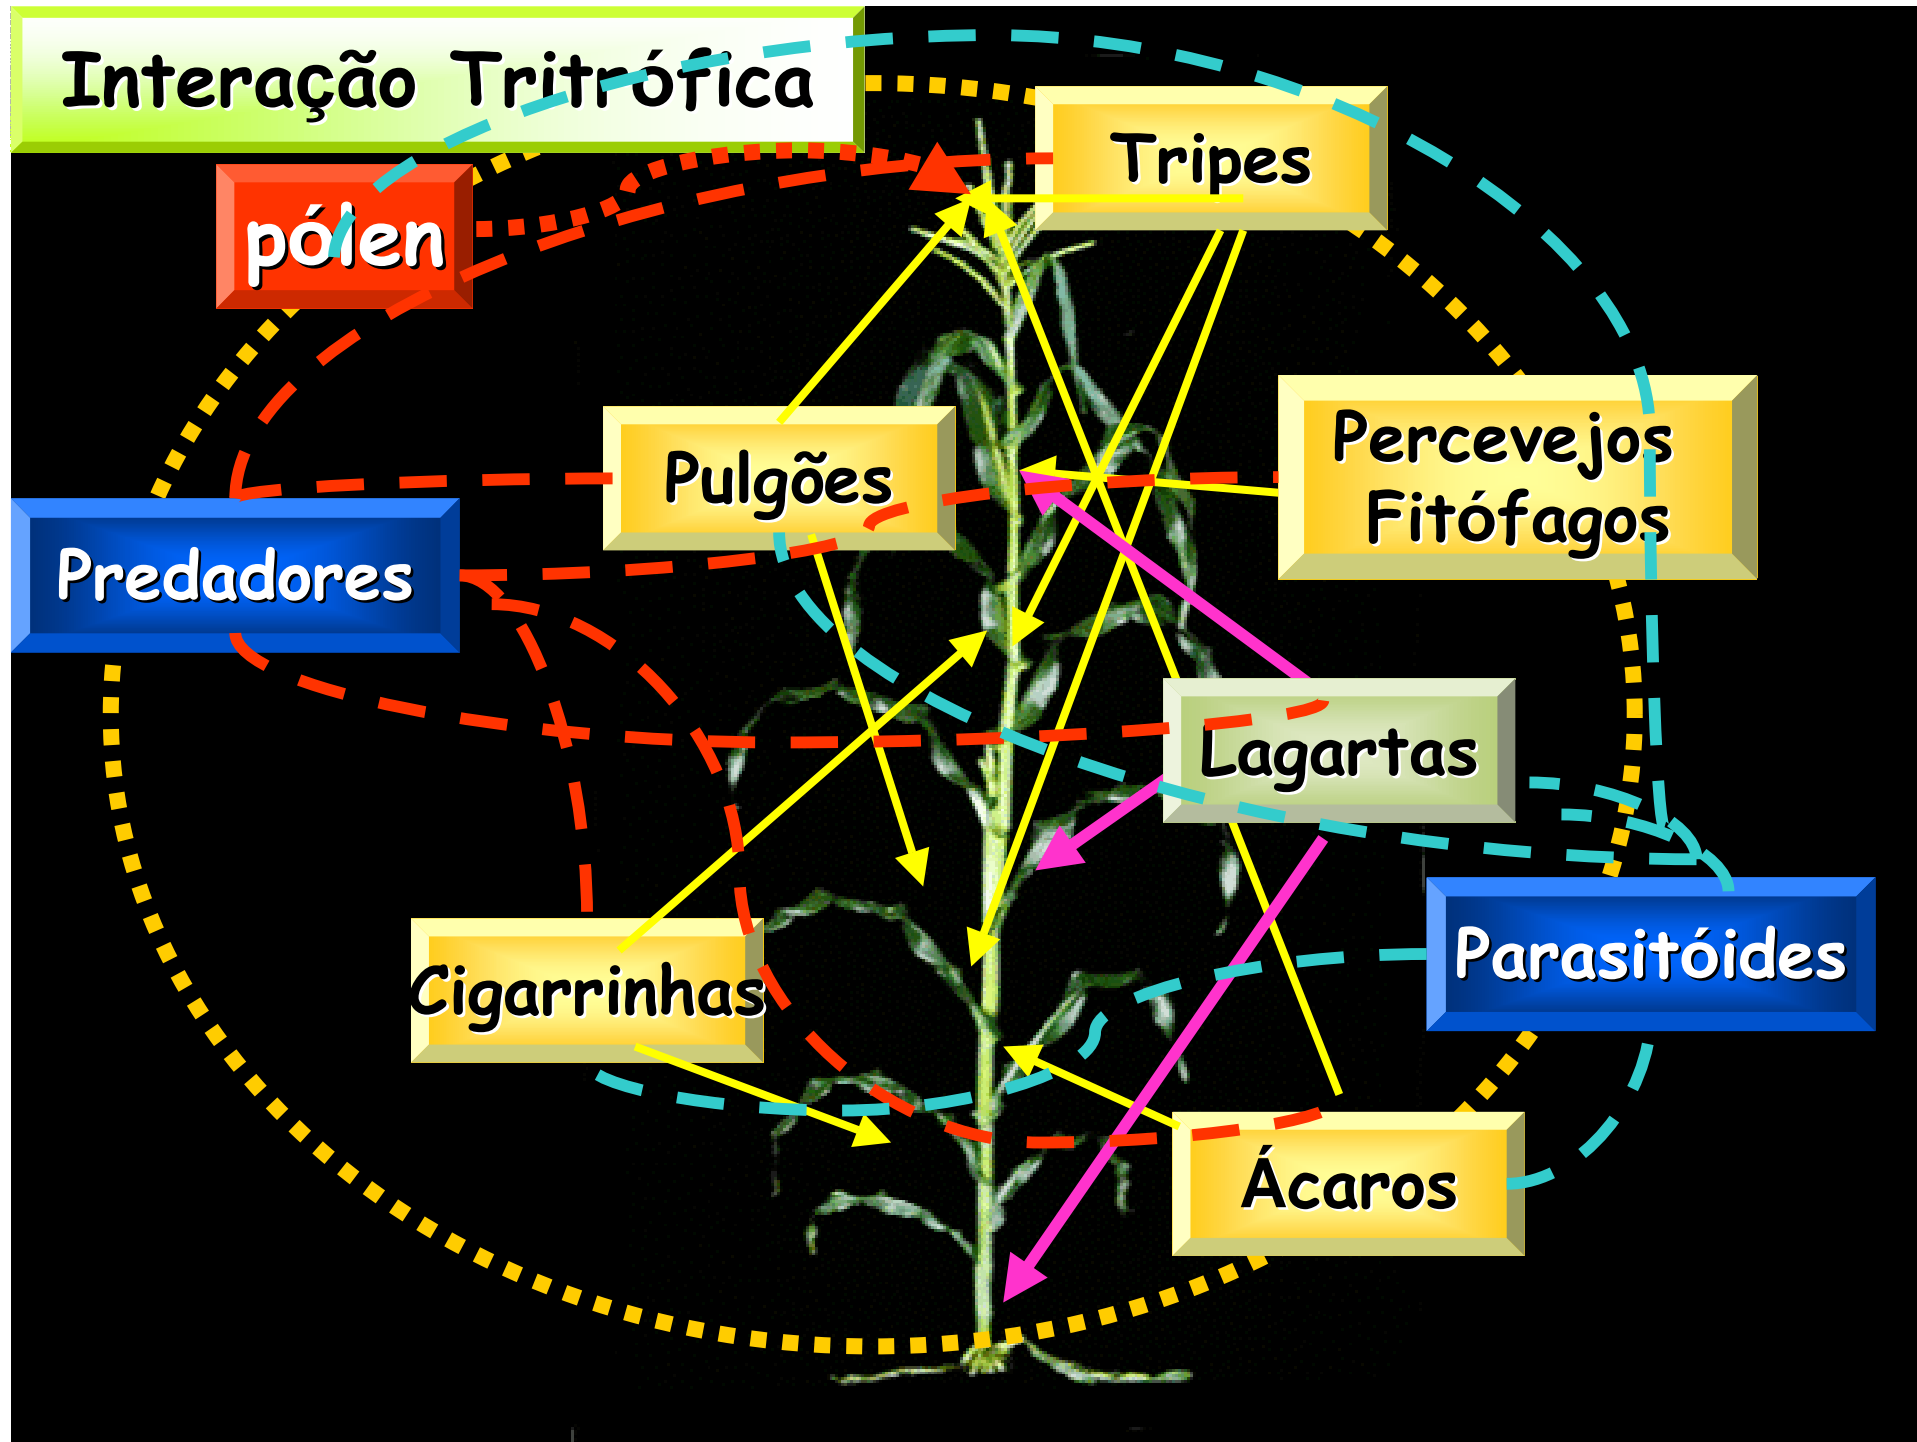 Interação Tritrófica
Tripes
pólen
Percevejos
Fitófagos
Pulgões
Predadores
Lagartas
Parasitóides
Cigarrinhas
Ácaros